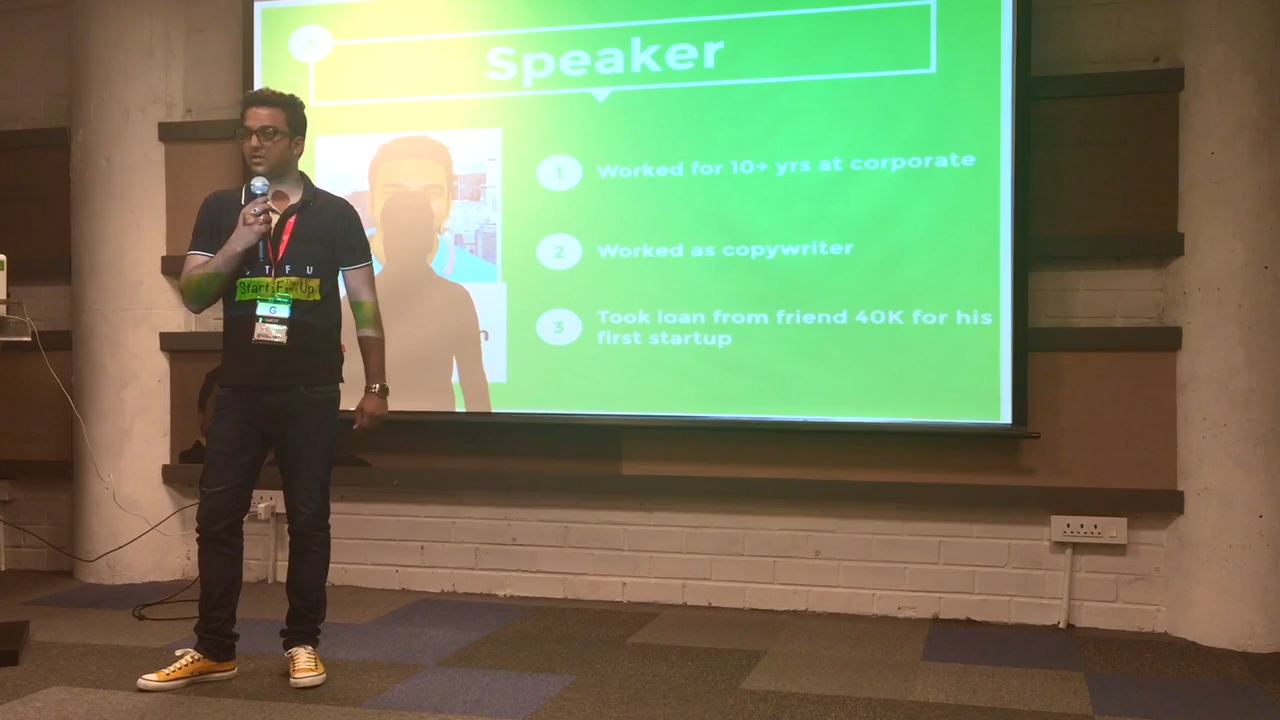 Speaker
1
Worked for 10+ yrs at corporate
2
Worked as copywriter
3
Took loan from friend 40K for his
first startup
T F U
Up
G